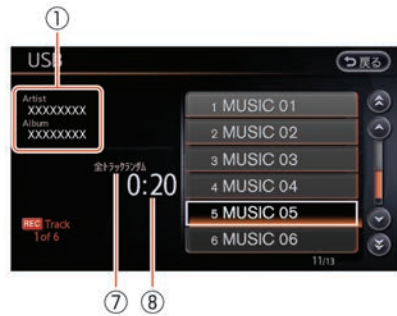 ①
USB
戻る
Artist
XXXXXXXX
Album
XXXXXXXX
全トラックランダム
0:20
REC Track
1 of 6
1 MUSIC 01
2 MUSIC 02
3 MUSIC 03
4 MUSIC 04
5 MUSIC 05
6 MUSIC 06
11/13
⑦
⑧